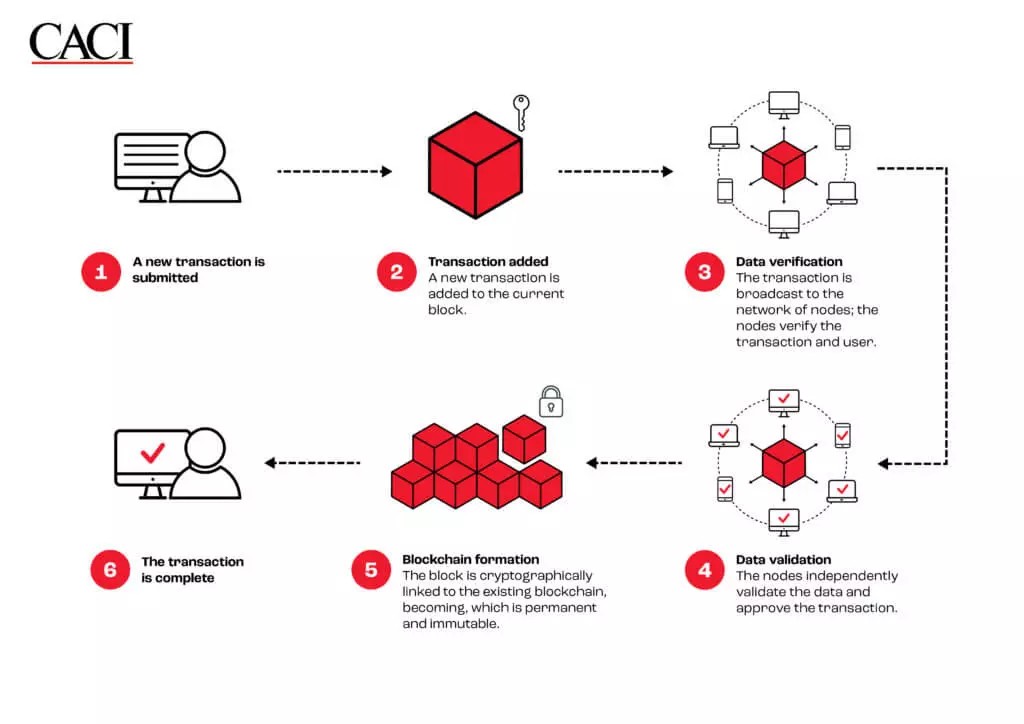 CACI
1
A new transaction is
submitted
2
Transaction added
A new transaction is
added to the current
block.
3
Data verification
The transaction is
broadcast to the
network of nodes; the
nodes verify the
transaction and user.
6
The transaction
is complete
5
Blockchain formation
The block is cryptographically
linked to the existing blockchain,
becoming, which is permanent
and immutable.
4
Data validation
The nodes independently
validate the data and
approve the transaction.